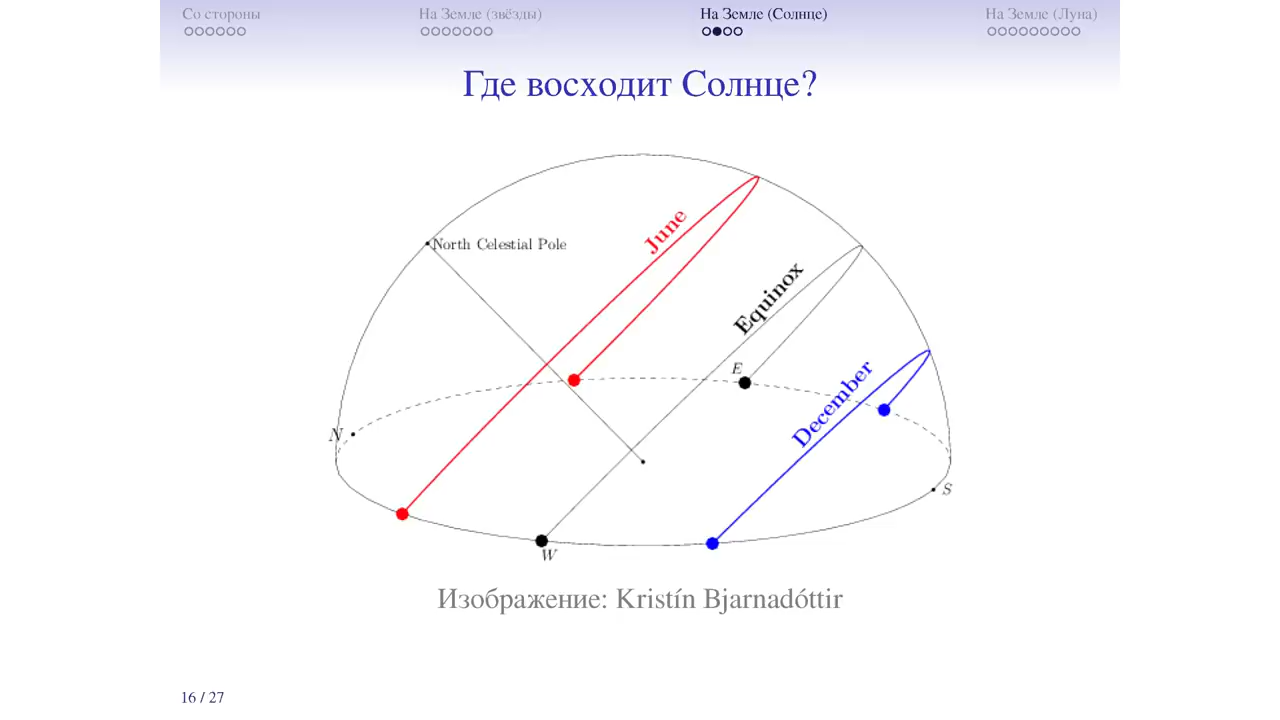 Со стороны
На Земле (звёзды)
На Земле (Солнце)
На Земле (Луна)
Где восходит Солнце?
North Celestial Pole
June
Equinox
December
E
N
S
W
Изображение: Kristín Bjarnadóttir
16 / 27